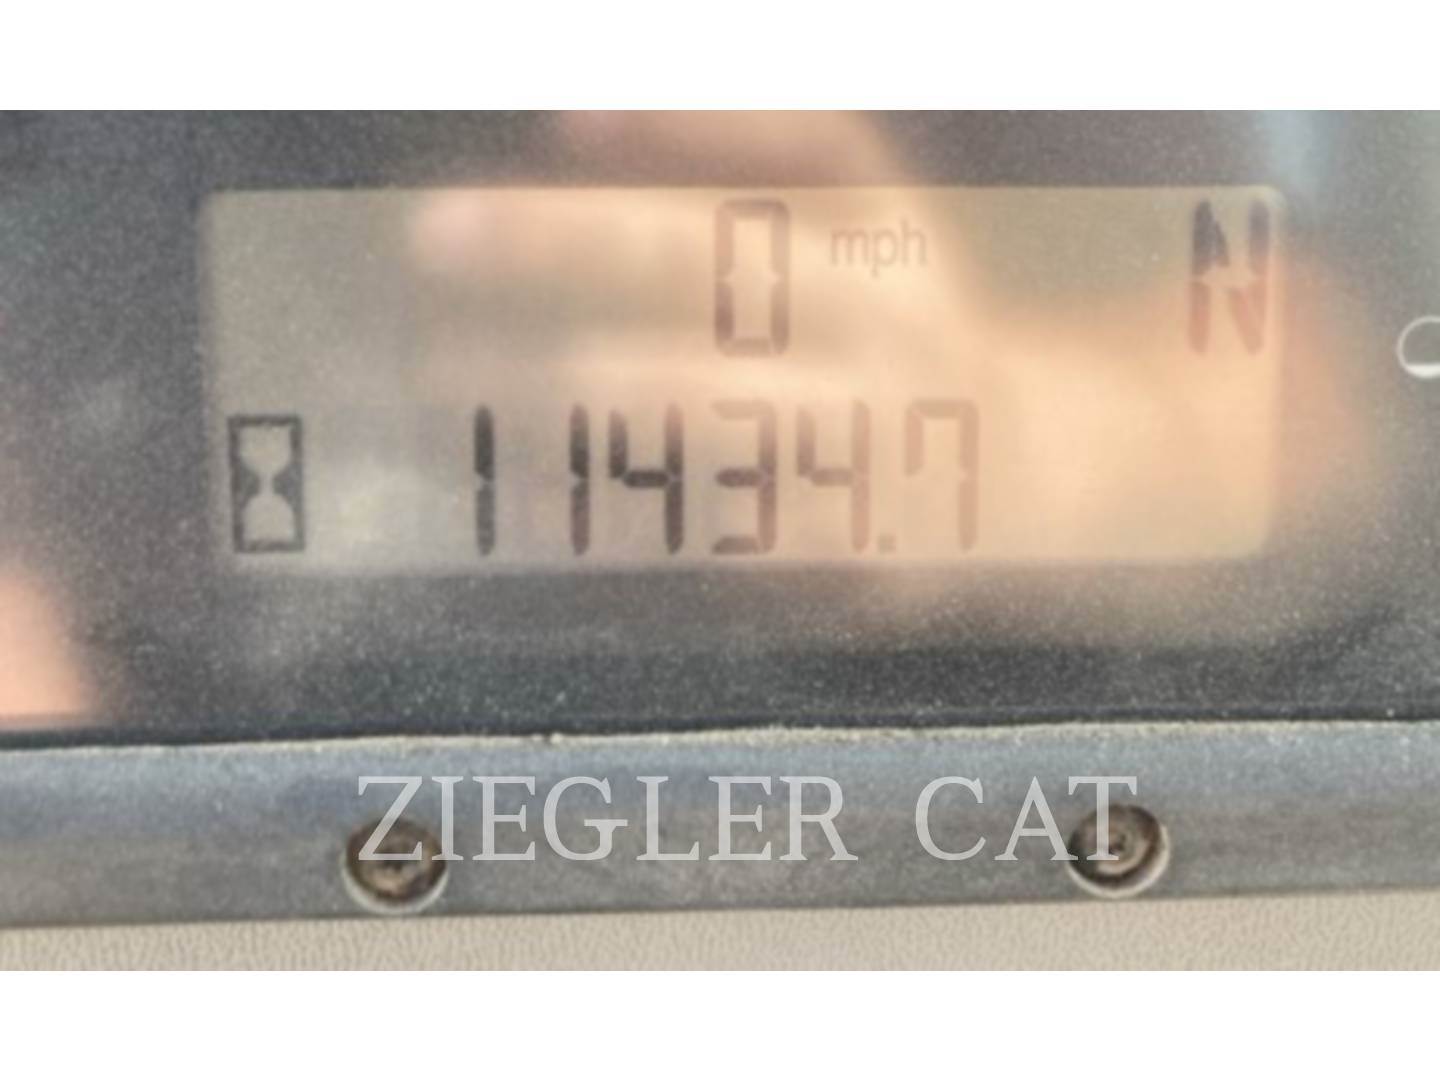 0 mph N
11434.7
ZIEGLER CAT